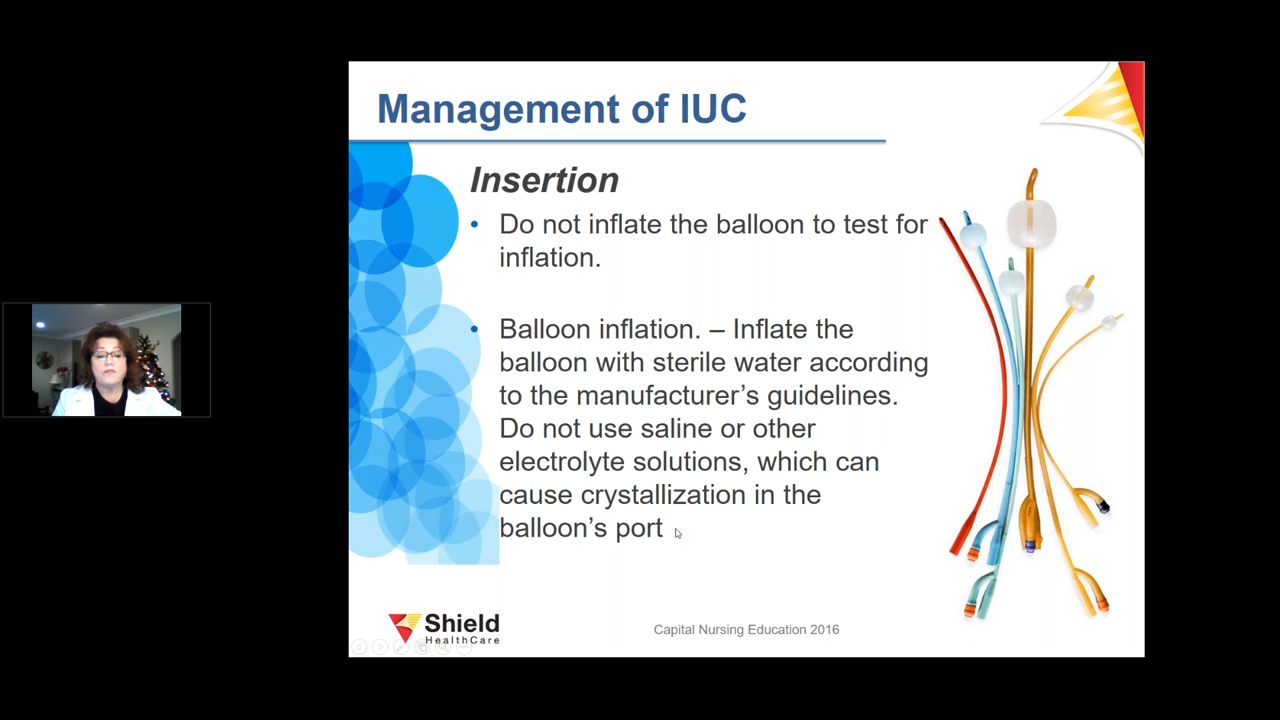 Management of IUC
Insertion
• Do not inflate the balloon to test for
inflation.
• Balloon inflation. – Inflate the
balloon with sterile water according
to the manufacturer’s guidelines.
Do not use saline or other
electrolyte solutions, which can
cause crystallization in the
balloon’s port
Shield
HealthCare
Capital Nursing Education 2016